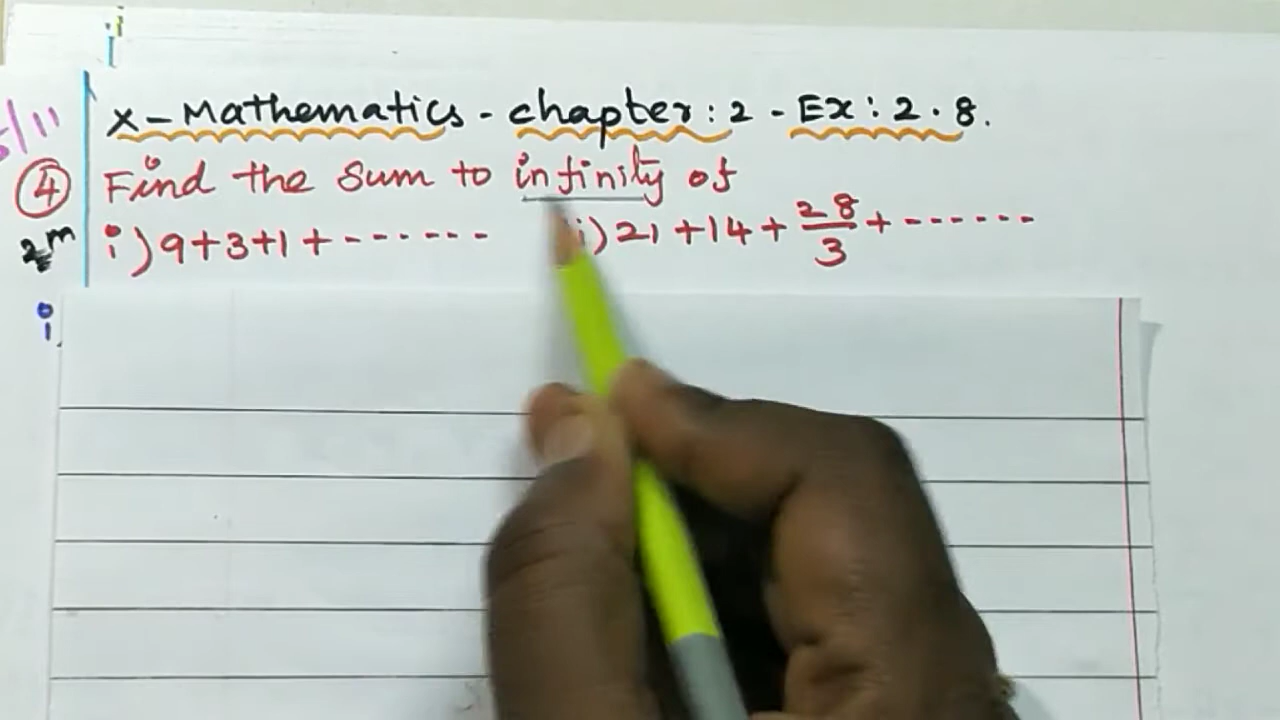 x - Mathematics - chapter: 2 - Ex: 2.8.
④ Find the Sum to infinity of
2m i) 9+3+1+ ------- i) 21 +14 + 28/3 + ------
i